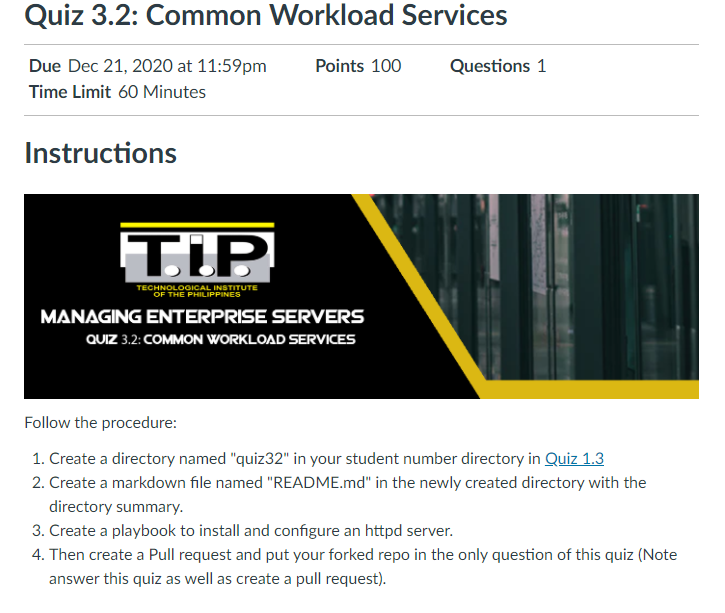 Quiz 3.2: Common Workload Services
Due Dec 21, 2020 at 11:59pm Points 100 Questions 1
Time Limit 60 Minutes
Instructions
T.I.P
TECHNOLOGICAL INSTITUTE
OF THE PHILIPPINES
MANAGING ENTERPRISE SERVERS
QUIZ 3.2: COMMON WORKLOAD SERVICES
Follow the procedure:
1. Create a directory named "quiz32" in your student number directory in Quiz 1.3
2. Create a markdown file named "README.md" in the newly created directory with the
directory summary.
3. Create a playbook to install and configure an httpd server.
4. Then create a Pull request and put your forked repo in the only question of this quiz (Note
answer this quiz as well as create a pull request).